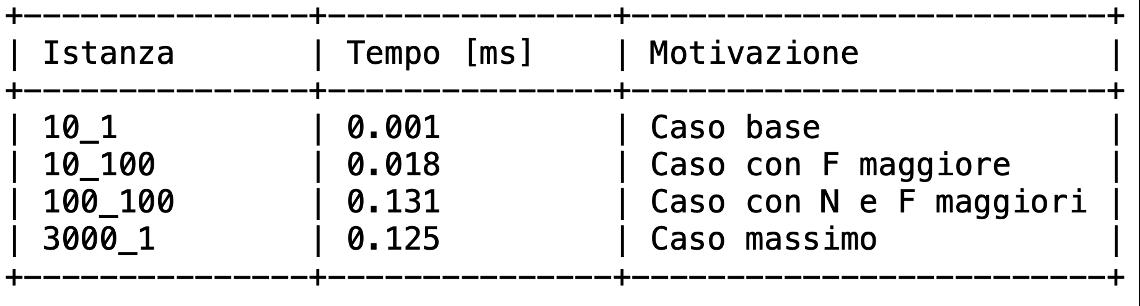 +---------------+---------------+-------------------------+
| Istanza       | Tempo [ms]    | Motivazione             |
+---------------+---------------+-------------------------+
| 10_1          | 0.001         | Caso base               |
| 10_100        | 0.018         | Caso con F maggiore     |
| 100_100       | 0.131         | Caso con N e F maggiori |
| 3000_1        | 0.125         | Caso massimo            |
+---------------+---------------+-------------------------+